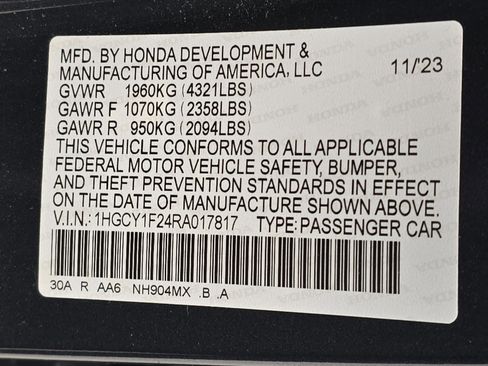 MFD. BY HONDA DEVELOPMENT &
MANUFACTURING OF AMERICA, LLC 11/'23
GVWR 1960KG (4321LBS)
GAWR F 1070KG (2358LBS)
GAWR R 950KG (2094LBS)
THIS VEHICLE CONFORMS TO ALL APPLICABLE
FEDERAL MOTOR VEHICLE SAFETY, BUMPER,
AND THEFT PREVENTION STANDARDS IN EFFECT
ON THE DATE OF MANUFACTURE SHOWN ABOVE.
V.I.N.: 1HGCY1F24RA017817 TYPE: PASSENGER CAR
30A R AA6 NH904MX .B .A